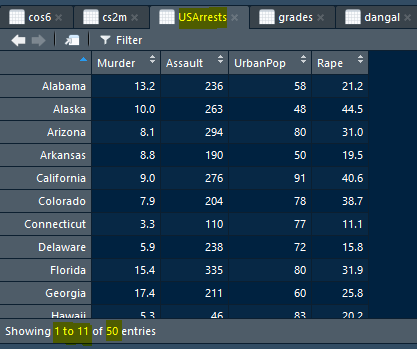 cos6 cs2m USArrests grades dangal
Filter
Murder Assault UrbanPop Rape
Alabama 13.2 236 58 21.2
Alaska 10.0 263 48 44.5
Arizona 8.1 294 80 31.0
Arkansas 8.8 190 50 19.5
California 9.0 276 91 40.6
Colorado 7.9 204 78 38.7
Connecticut 3.3 110 77 11.1
Delaware 5.9 238 72 15.8
Florida 15.4 335 80 31.9
Georgia 17.4 211 60 25.8
Hawaii 5.3 46 83 20.2
Showing 1 to 11 of 50 entries